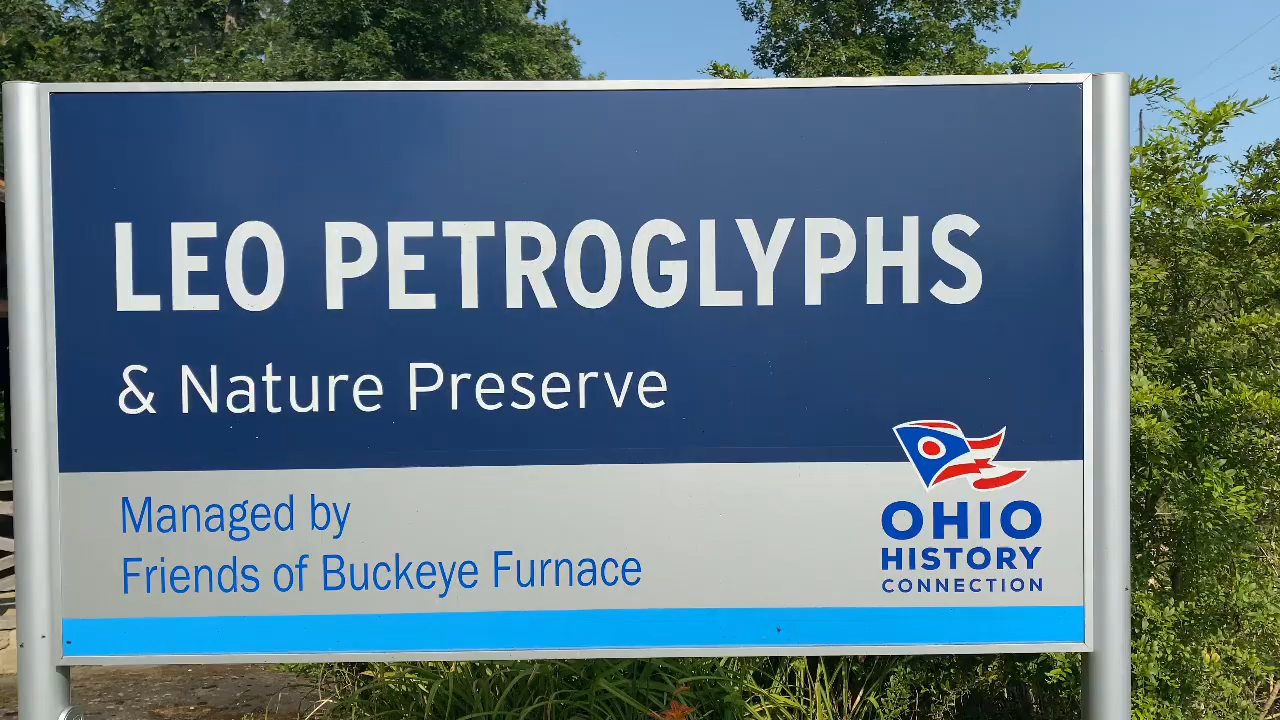 LEO PETROGLYPHS
& Nature Preserve
Managed by
Friends of Buckeye Furnace
OHIO
HISTORY
CONNECTION